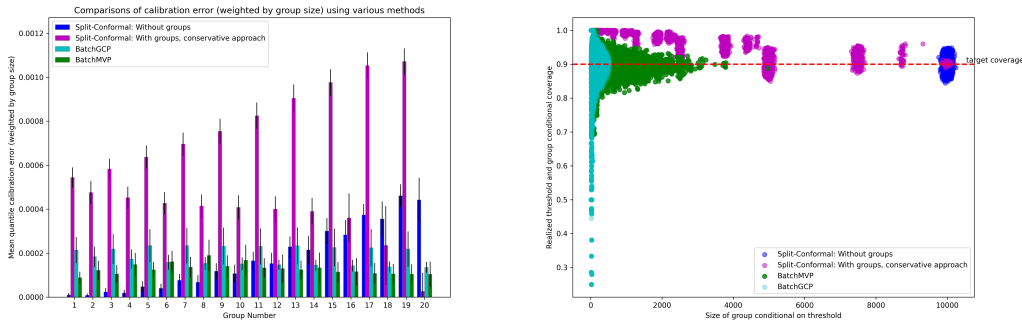 Comparisons of calibration error (weighted by group size) using various methods
Mean quantile calibration error (weighted by group size)
0.0012
0.0010
0.0008
0.0006
0.0004
0.0002
0.0000
Split-Conformal: Without groups
Split-Conformal: With groups, conservative approach
BatchGCP
BatchMVP
1 2 3 4 5 6 7 8 9 10 11 12 13 14 15 16 17 18 19 20
Group Number
Realized threshold and group conditional coverage
1.0
0.9
0.8
0.7
0.6
0.5
0.4
0.3
target coverage
Split-Conformal: Without groups
Split-Conformal: With groups, conservative approach
BatchMVP
BatchGCP
0 2000 4000 6000 8000 10000
Size of group conditional on threshold